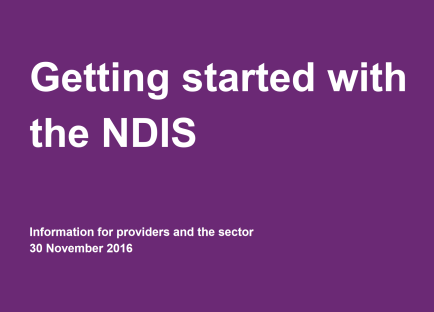 Getting started with
the NDIS
Information for providers and the sector
30 November 2016